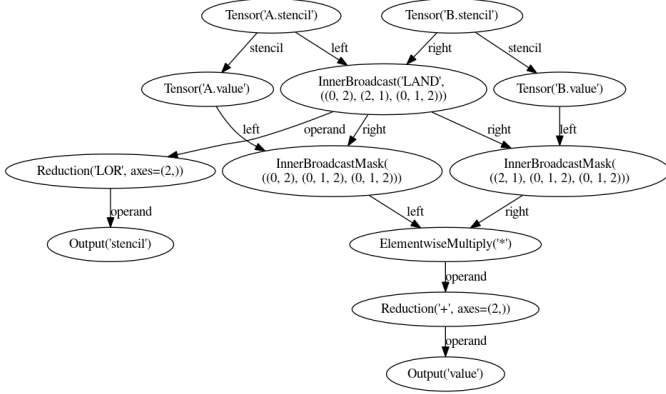 Tensor('A.stencil')
Tensor('B.stencil')
stencil
left
right
stencil
Tensor('A.value')
InnerBroadcast('LAND',
((0, 2), (2, 1), (0, 1, 2)))
Tensor('B.value')
left
operand
right
right
left
Reduction('LOR', axes=(2,))
InnerBroadcastMask(
((0, 2), (0, 1, 2), (0, 1, 2)))
InnerBroadcastMask(
((2, 1), (0, 1, 2), (0, 1, 2)))
operand
left
right
Output('stencil')
ElementwiseMultiply('*')
operand
Reduction('+', axes=(2,))
operand
Output('value')